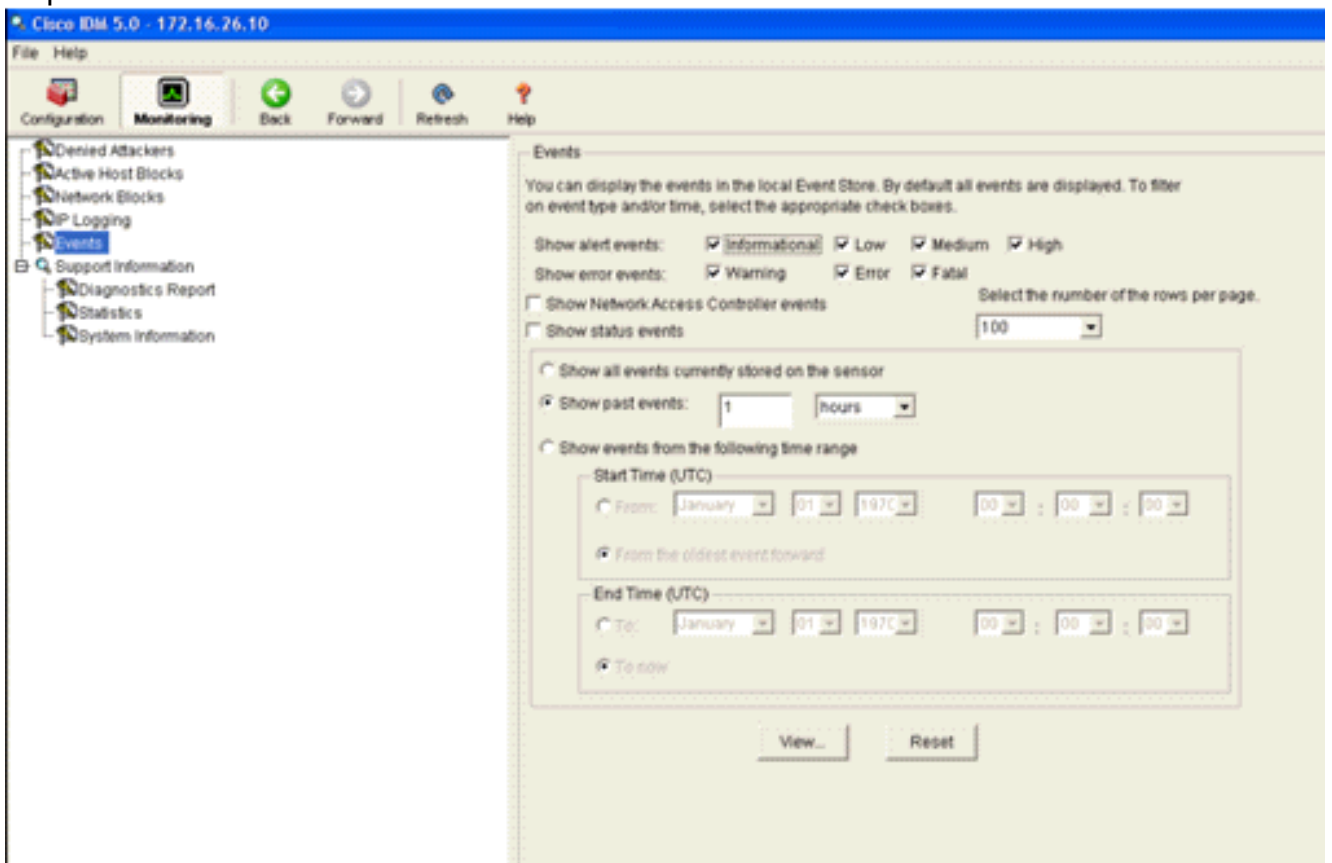 Cisco IDM 5.0 - 172.16.26.10
File Help
Configuration Monitoring Back Forward Refresh Help
Denied Attackers
Active Host Blocks
Network Blocks
IP Logging
Events
Support Information
Diagnostics Report
Statistics
System Information
Events
You can display the events in the local Event Store. By default all events are displayed. To filter
on event type and/or time, select the appropriate check boxes.
Show alert events: Informational Low Medium High
Show error events: Warning Error Fatal
Show Network Access Controller events
Show status events
Select the number of the rows per page.
100
Show all events currently stored on the sensor
Show past events: 1 hours
Show events from the following time range
Start Time (UTC)
From: January 01 1970 00 : 00 : 00
From the oldest event forward
End Time (UTC)
To: January 01 1970 00 : 00 : 00
To now
View... Reset